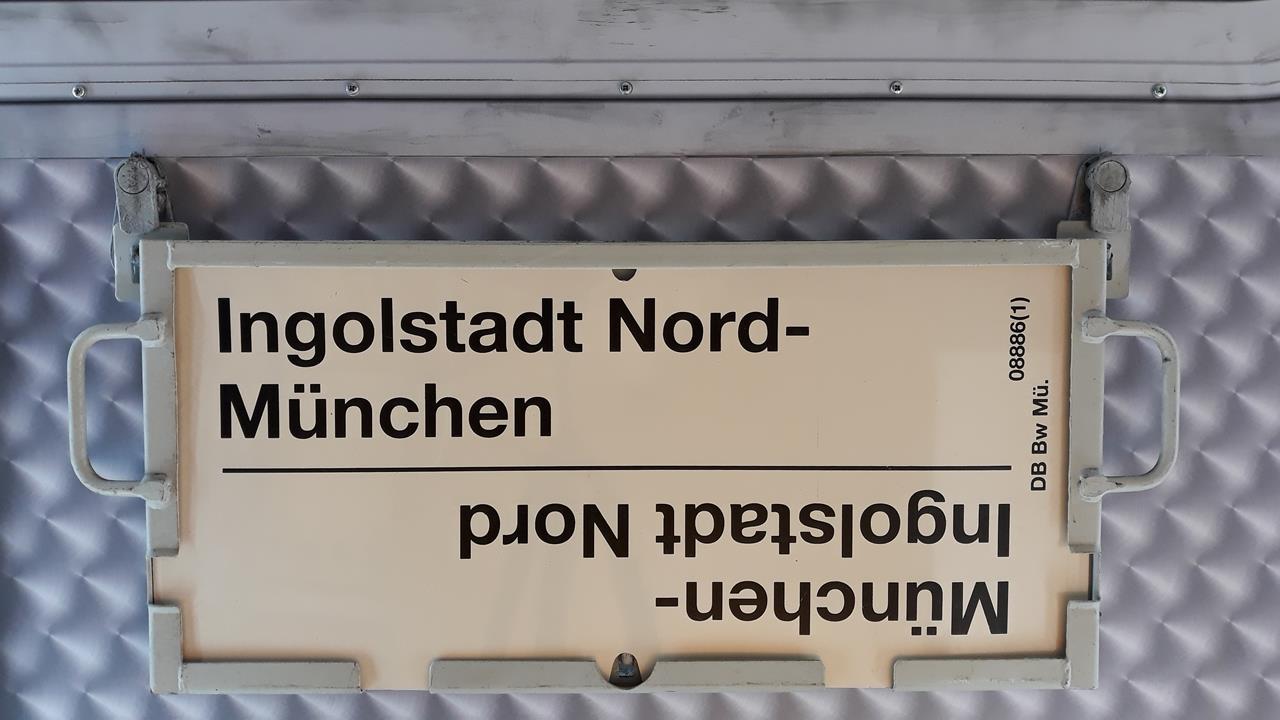 Ingolstadt Nord-
München
München-
Ingolstadt Nord
08886(1)
DB Bw Mü.